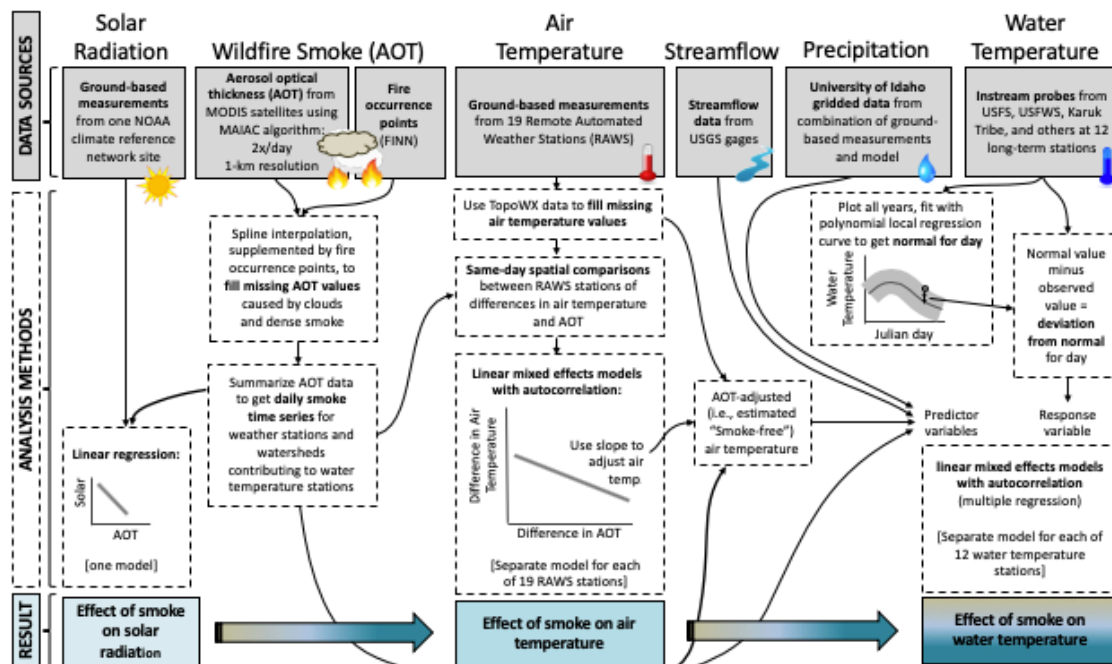 DATA SOURCES
Solar
Radiation
Wildfire Smoke (AOT)
Air
Temperature
Streamflow
Precipitation
Water
Temperature
Ground-based
measurements
from one NOAA
climate reference
network site
Aerosol optical
thickness (AOT) from
MODIS satellites using
MAIAC algorithm:
2x/day
1-km resolution
Fire
occurrence
points
(FINN)
Ground-based measurements
from 19 Remote Automated
Weather Stations (RAWS)
Streamflow
data from
USGS gages
University of Idaho
gridded data from
combination of ground-
based measurements
and model
Instream probes from
USFS, USFWS, Karuk
Tribe, and others at 12
long-term stations
ANALYSIS METHODS
Spline interpolation,
supplemented by fire
occurrence points, to
fill missing AOT values
caused by clouds
and dense smoke
Summarize AOT data
to get daily smoke
time series for
weather stations and
watersheds
contributing to water
temperature stations
Linear regression:
Solar
AOT
[one model]
Use TopoWX data to fill missing
air temperature values
Same-day spatial comparisons
between RAWS stations of
differences in air temperature
and AOT
Linear mixed effects models
with autocorrelation:
Difference in Air
Temperature
Use slope to
adjust air
temp.
Difference in AOT
[Separate model for each
of 19 RAWS stations]
AOT-adjusted
(i.e., estimated
"Smoke-free")
air temperature
Plot all years, fit with
polynomial local regression
curve to get normal for day
Water
Temperature
Julian day
Normal value
minus
observed
value =
deviation
from normal
for day
Predictor
variables
Response
variable
linear mixed effects models
with autocorrelation
(multiple regression)
[Separate model for each of
12 water temperature
stations]
RESULT
Effect of smoke
on solar
radiation
Effect of smoke on air
temperature
Effect of smoke on
water temperature